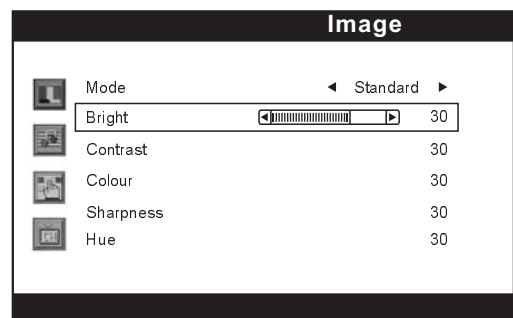 Image
Mode ◄ Standard ►
Bright 30
Contrast 30
Colour 30
Sharpness 30
Hue 30